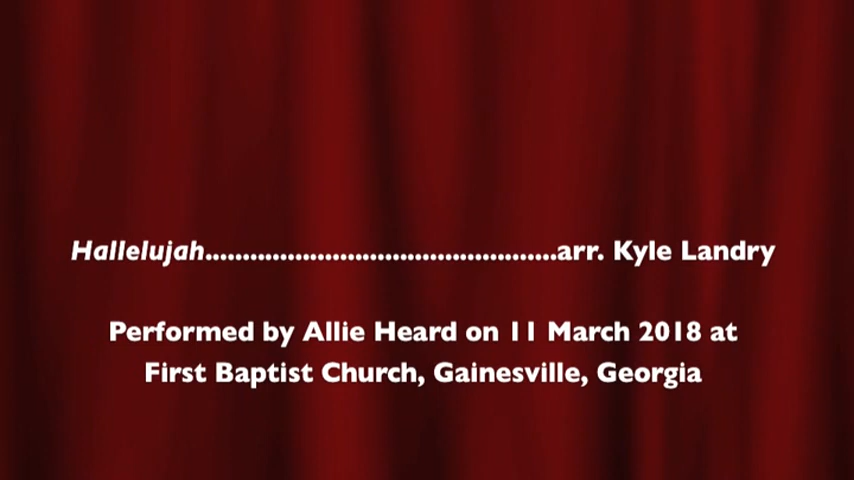 Hallelujah...............................................arr. Kyle Landry
Performed by Allie Heard on 11 March 2018 at
First Baptist Church, Gainesville, Georgia